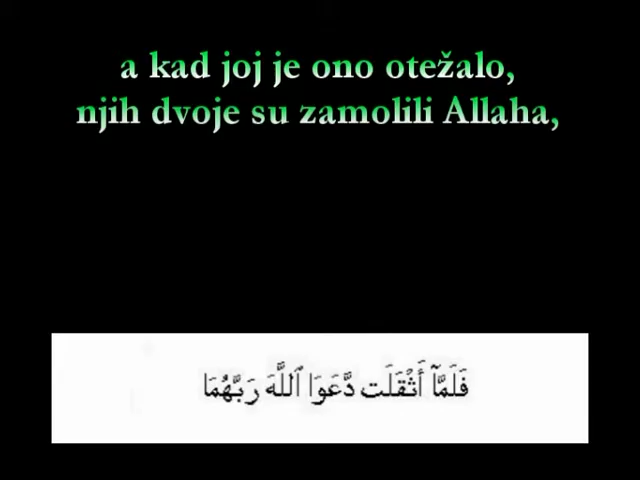 a kad joj je ono otežalo,
njih dvoje su zamolili Allaha,
فَلَمَّآ أَثْقَلَت دَّعَوَا ٱللَّهَ رَبَّهُمَا